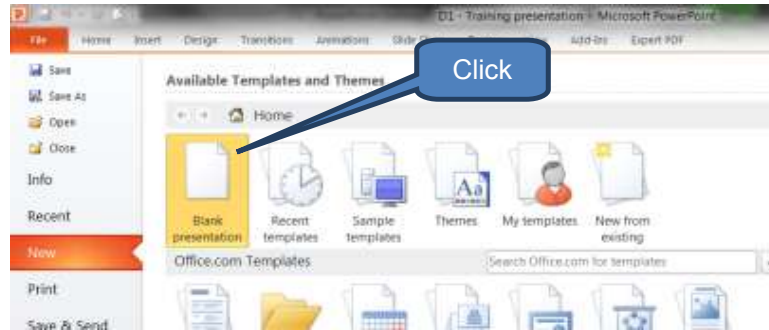 D1 - Training presentation - Microsoft PowerPoint
File Home Insert Design Transitions Animations Slide Add-Ins Expert PDF
Save
Save As
Open
Close
Info
Recent
New
Print
Save & Send
Available Templates and Themes
Click
Home
Blank presentation
Recent templates
Sample templates
Themes
My templates
New from existing
Office.com Templates
Search Office.com for templates